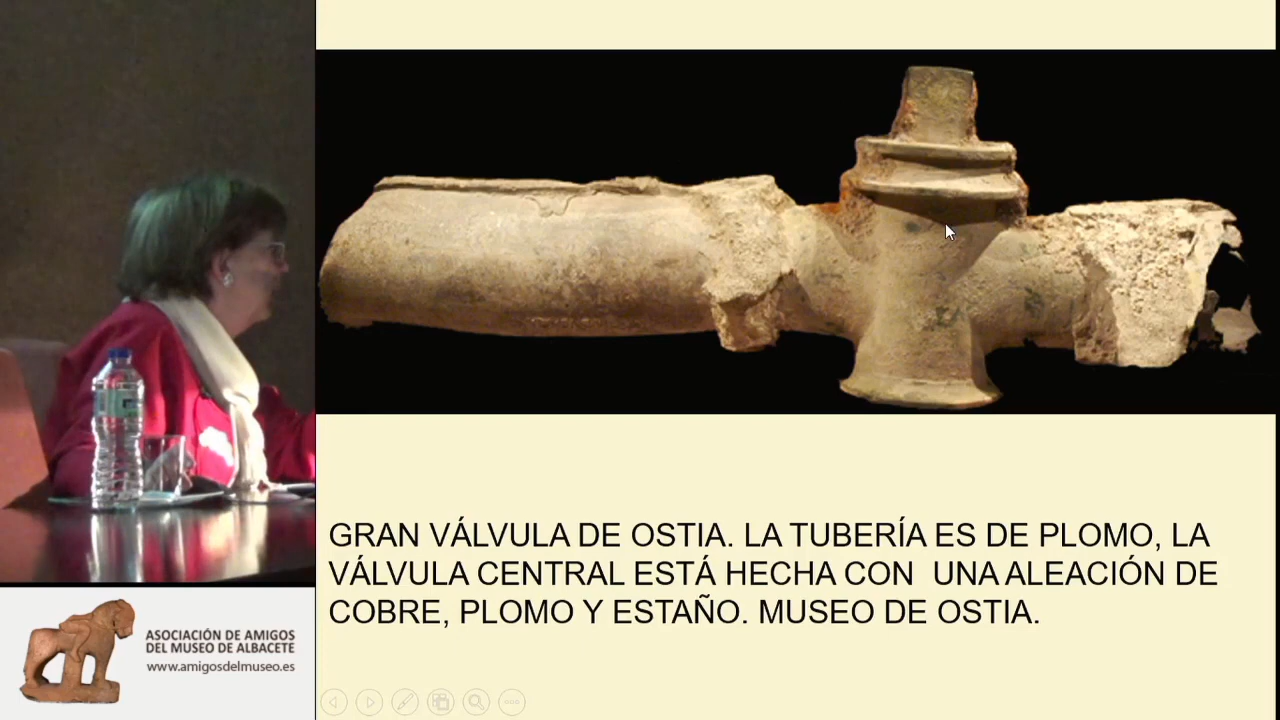 GRAN VÁLVULA DE OSTIA. LA TUBERÍA ES DE PLOMO, LA
VÁLVULA CENTRAL ESTÁ HECHA CON UNA ALEACIÓN DE
COBRE, PLOMO Y ESTAÑO. MUSEO DE OSTIA.
ASOCIACIÓN DE AMIGOS
DEL MUSEO DE ALBACETE
www.amigosdelmuseo.es